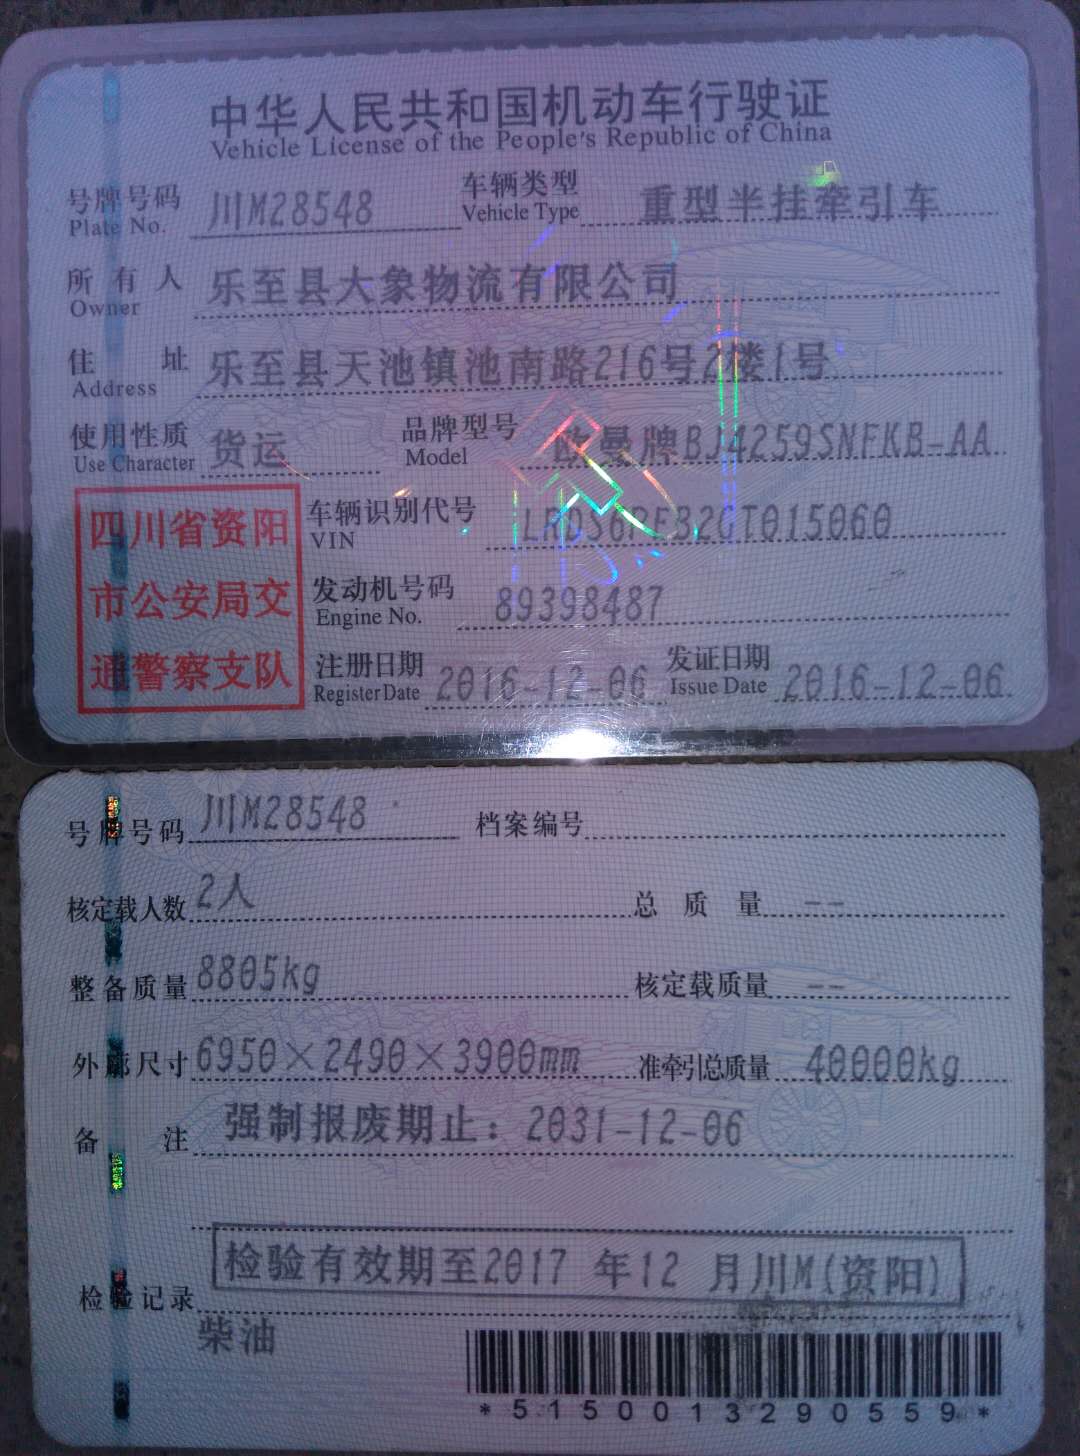 中华人民共和国机动车行驶证
Vehicle License of the People's Republic of China
号牌号码 川M28548 车辆类型 重型半挂牵引车
Plate No. Vehicle Type
所有人 乐至县大象物流有限公司
Owner
住址 乐至县天池镇池南路216号2楼1号
Address
使用性质 货运 品牌型号 欧曼牌BJ4259SNFKB-AA
Use Character Model
四川省资阳
市公安局交
通警察支队
车辆识别代号
VIN
发动机号码 89398487
Engine No.
注册日期 2016-12-06 发证日期 2016-12-06
Register Date Issue Date
号牌号码 川M28548 档案编号
核定载人数 2人 总质量 --
整备质量 8805kg 核定载质量 --
外廓尺寸 6950×2490×3900mm 准牵引总质量 40000kg
备注 强制报废期止：2031-12-06
检验记录 检验有效期至2017 年12 月川M(资阳)
柴油
*5150013290559*